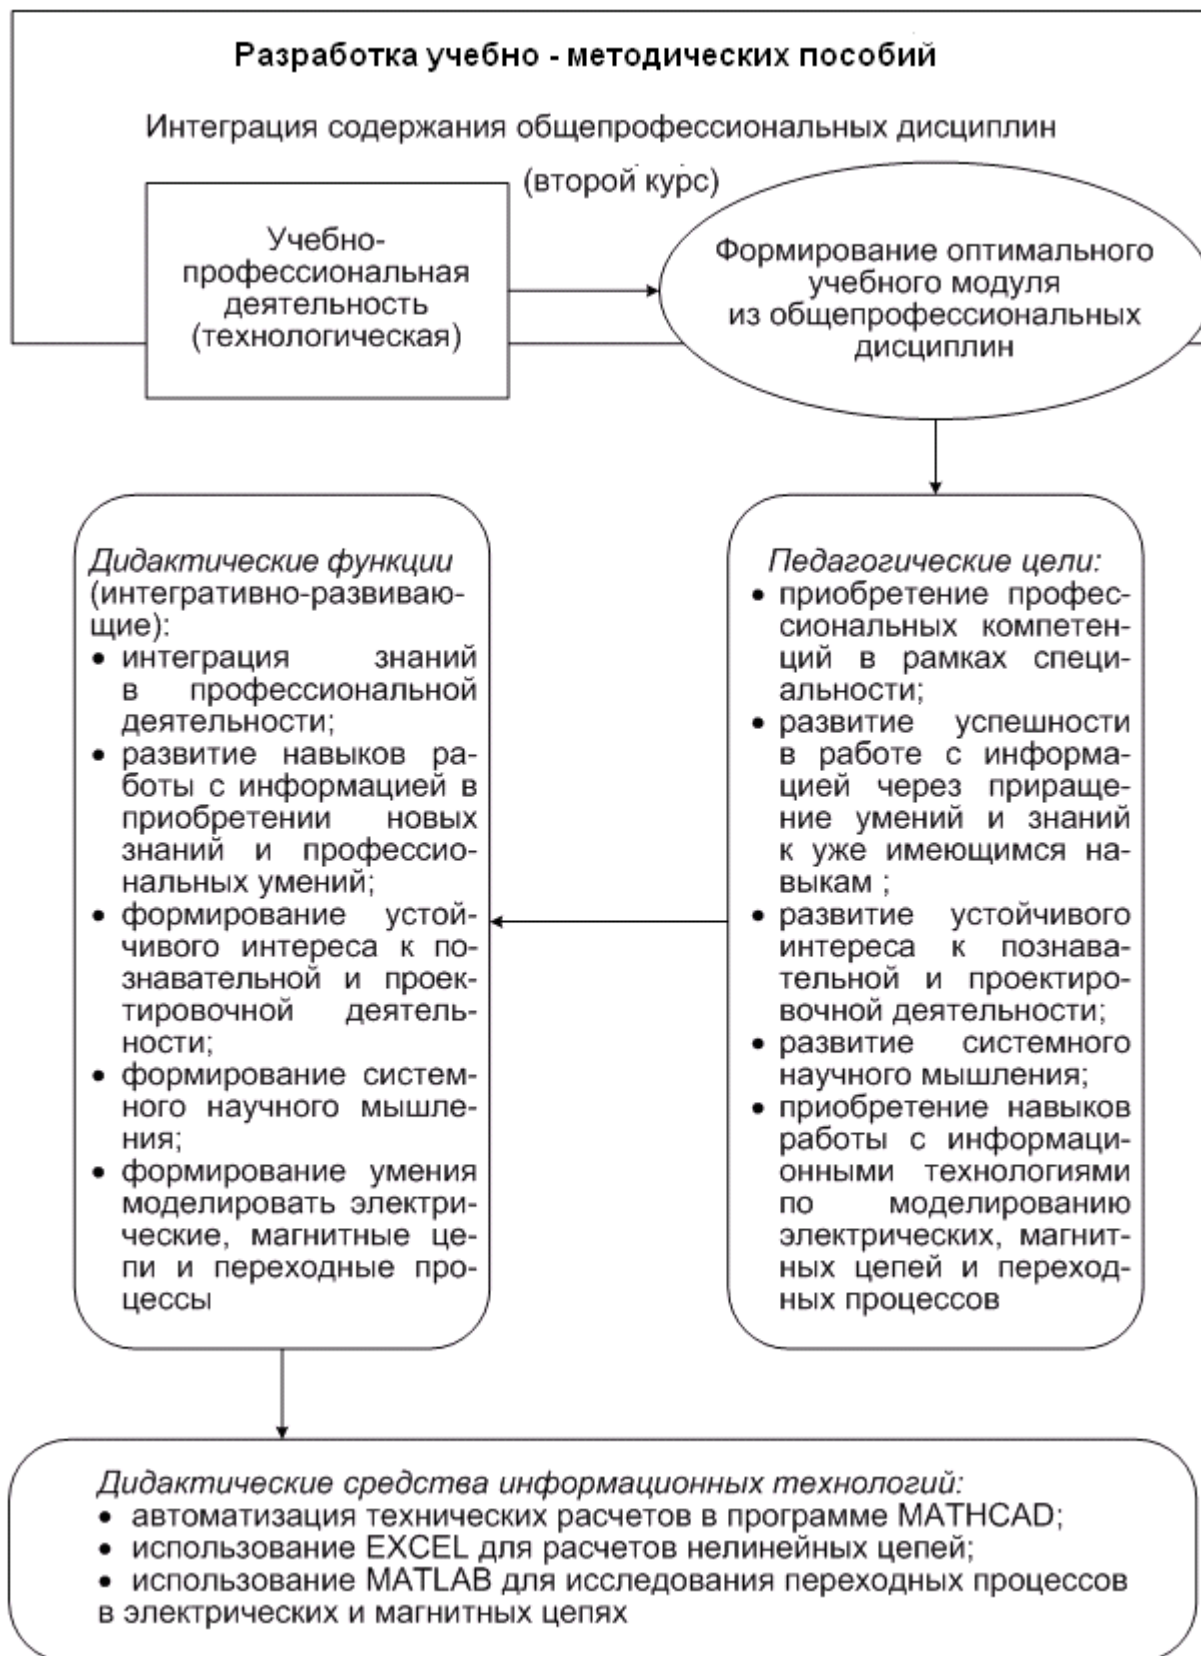 Разработка учебно - методических пособий
Интеграция содержания общепрофессиональных дисциплин
(второй курс)
Учебно-
профессиональная
деятельность
(технологическая)
Формирование оптимального
учебного модуля
из общепрофессиональных
дисциплин
Дидактические функции
(интегративно-развиваю-
щие):
• интеграция знаний
в профессиональной
деятельности;
• развитие навыков ра-
боты с информацией в
приобретении новых
знаний и профессио-
нальных умений;
• формирование устой-
чивого интереса к по-
знавательной и проек-
тировочной деятель-
ности;
• формирование систем-
ного научного мышле-
ния;
• формирование умения
моделировать электри-
ческие, магнитные це-
пи и переходные про-
цессы
Педагогические цели:
• приобретение профес-
сиональных компетен-
ций в рамках специ-
альности;
• развитие успешности
в работе с информа-
цией через прираще-
ние умений и знаний
к уже имеющимся на-
выкам ;
• развитие устойчивого
интереса к познава-
тельной и проектиро-
вочной деятельности;
• развитие системного
научного мышления;
• приобретение навыков
работы с информаци-
онными технологиями
по моделированию
электрических, магнит-
ных цепей и переход-
ных процессов
Дидактические средства информационных технологий:
• автоматизация технических расчетов в программе MATHCAD;
• использование EXCEL для расчетов нелинейных цепей;
• использование MATLAB для исследования переходных процессов
в электрических и магнитных цепях